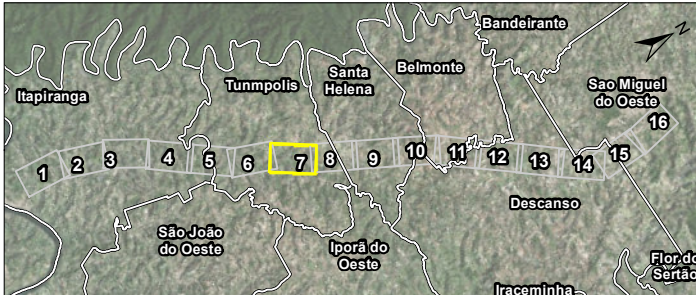 Bandeirante
N
Santa
Helena
Belmonte
Tunmpolis
Itapiranga
Sao Miguel
do Oeste
1
2
3
4
5
6
7
8
9
10
11
12
13
14
15
16
Descanso
São João
do Oeste
Iporã do
Oeste
Flor do
Sertão
Iraceminha